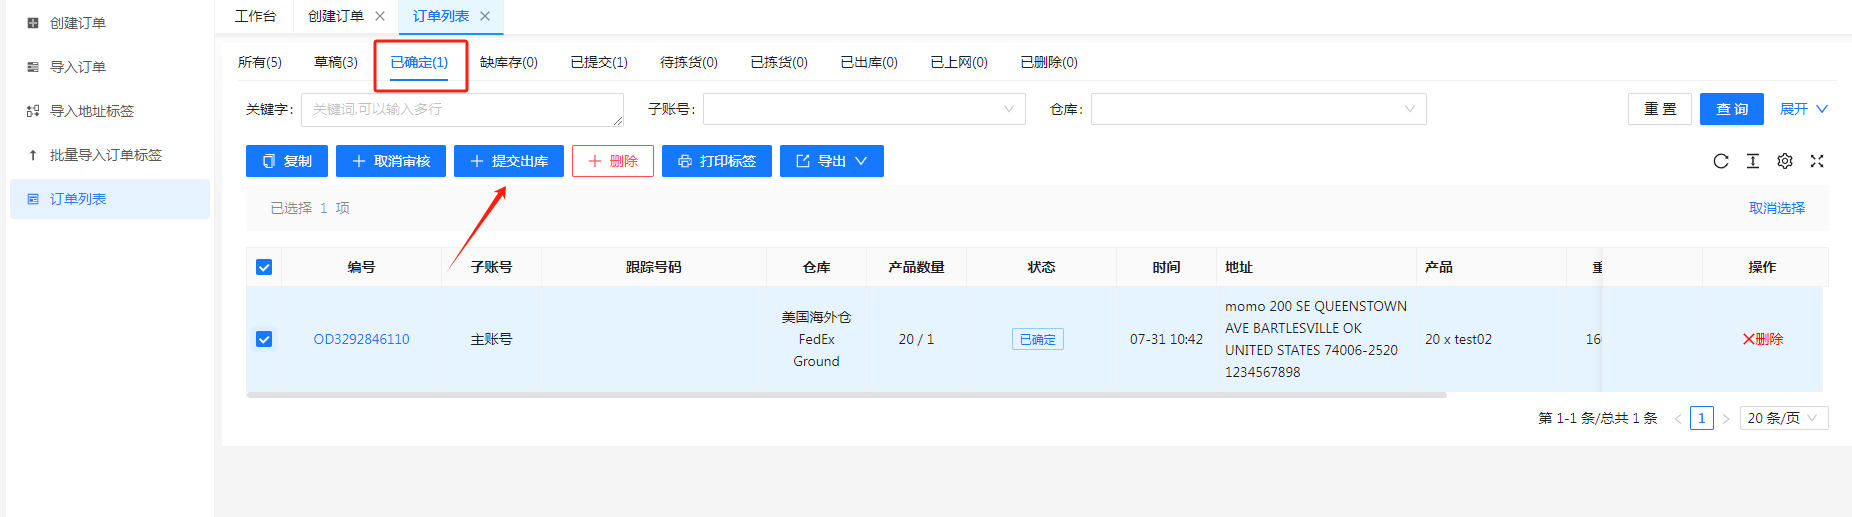 创建订单
导入订单
导入地址标签
批量导入订单标签
订单列表
工作台 创建订单 订单列表
所有(5) 草稿(3) 已确定(1) 缺库存(0) 已提交(1) 待拣货(0) 已拣货(0) 已出库(0) 已上网(0) 已删除(0)
关键字: 关键词,可以输入多行 子账号: 仓库: 重 置 查 询 展开
复制 取消审核 提交出库 删除 打印标签 导出
已选择 1 项 取消选择
编号 子账号 跟踪号码 仓库 产品数量 状态 时间 地址 产品 操作
OD3292846110 主账号
美国海外仓
FedEx
Ground
20 / 1 已确定 07-31 10:42
momo 200 SE QUEENSTOWN
AVE BARTLESVILLE OK
UNITED STATES 74006-2520
1234567898
20 x test02 16 删除
第 1-1 条/总共 1 条 1 20 条/页